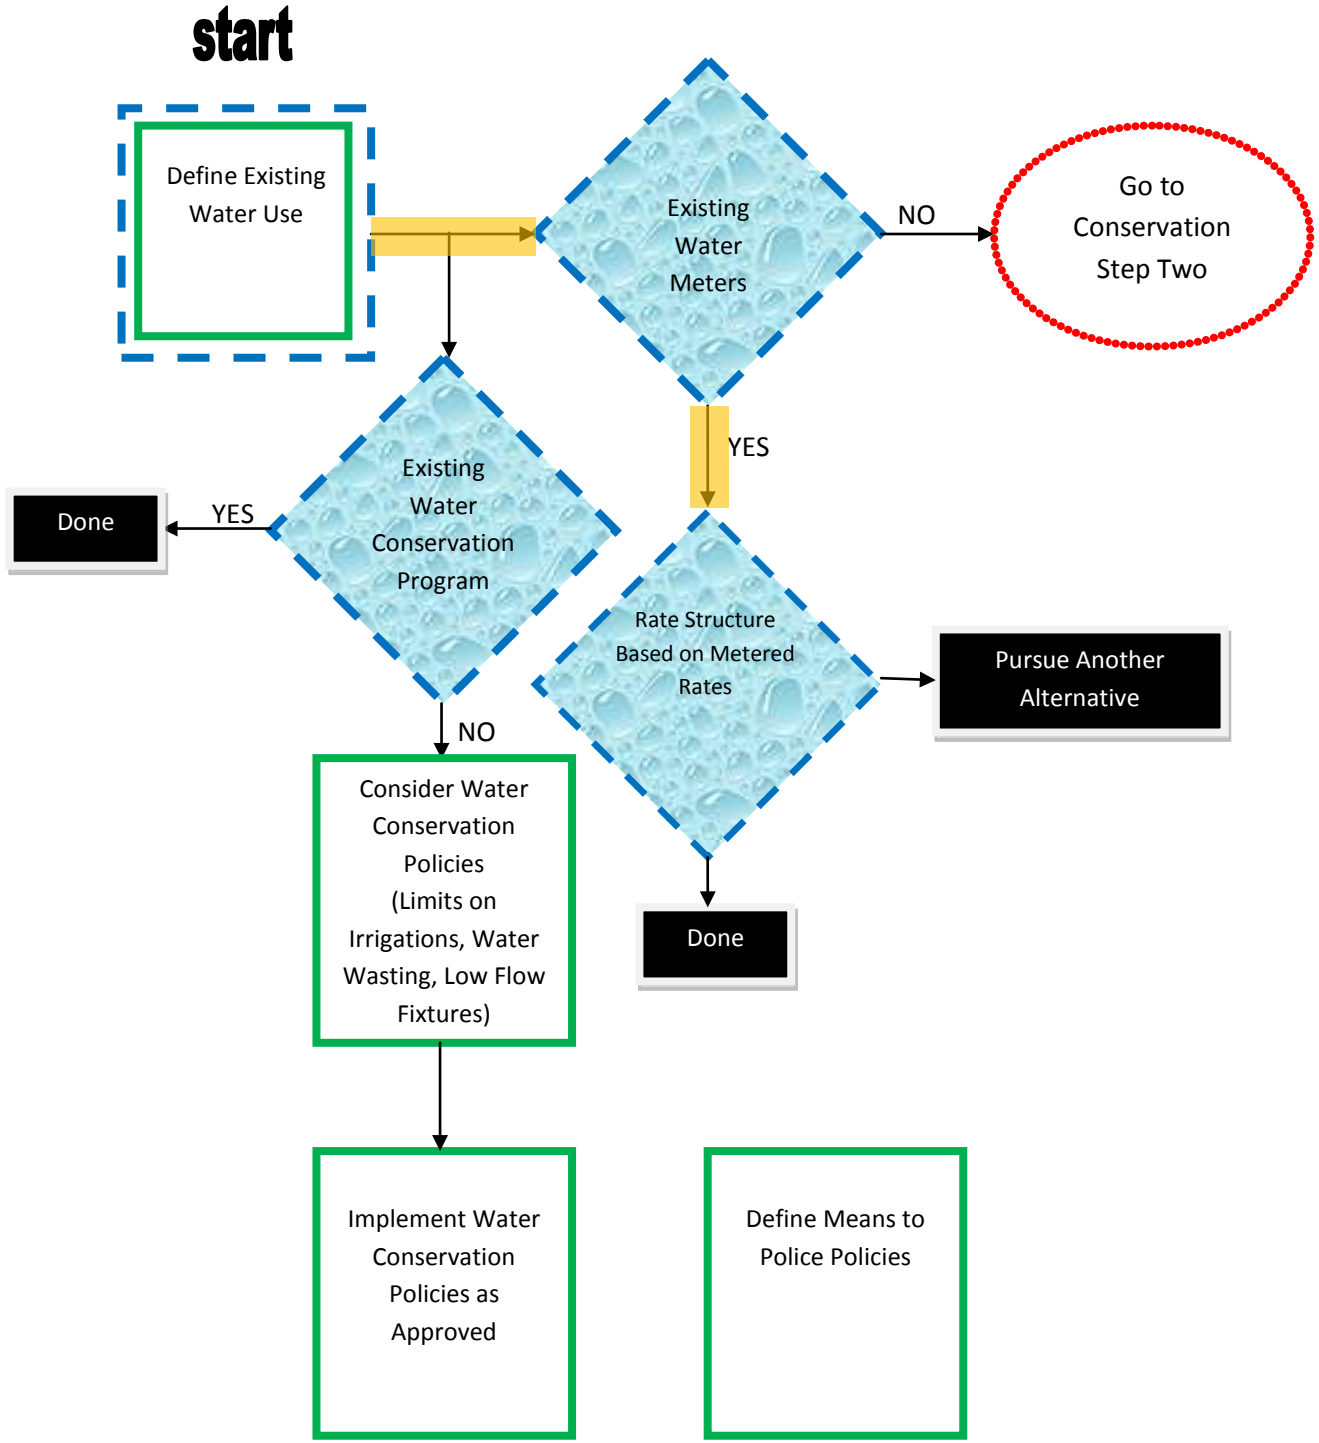 start
Define Existing
Water Use
Existing
Water
Meters
NO
Go to
Conservation
Step Two
YES
Existing
Water
Conservation
Program
YES
Done
Rate Structure
Based on Metered
Rates
Pursue Another
Alternative
NO
Consider Water
Conservation
Policies
(Limits on
Irrigations, Water
Wasting, Low Flow
Fixtures)
Done
Implement Water
Conservation
Policies as
Approved
Define Means to
Police Policies